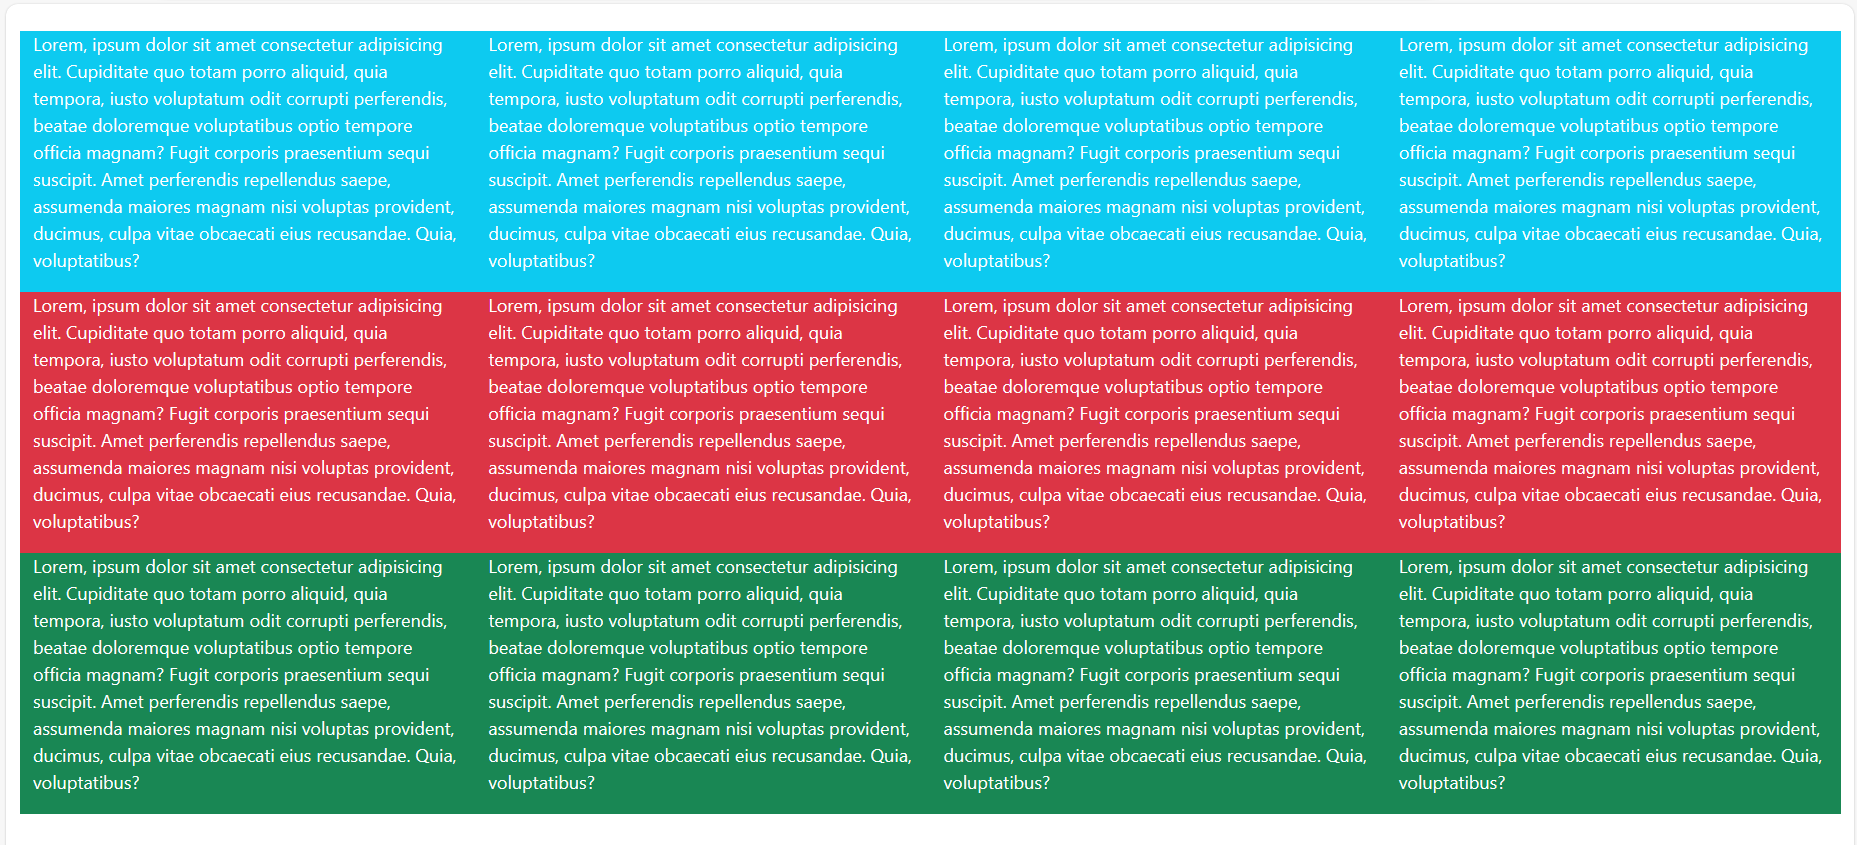 Lorem, ipsum dolor sit amet consectetur adipisicing
elit. Cupiditate quo totam porro aliquid, quia
tempora, iusto voluptatum odit corrupti perferendis,
beatae doloremque voluptatibus optio tempore
officia magnam? Fugit corporis praesentium sequi
suscipit. Amet perferendis repellendus saepe,
assumenda maiores magnam nisi voluptas provident,
ducimus, culpa vitae obcaecati eius recusandae. Quia,
voluptatibus?
Lorem, ipsum dolor sit amet consectetur adipisicing
elit. Cupiditate quo totam porro aliquid, quia
tempora, iusto voluptatum odit corrupti perferendis,
beatae doloremque voluptatibus optio tempore
officia magnam? Fugit corporis praesentium sequi
suscipit. Amet perferendis repellendus saepe,
assumenda maiores magnam nisi voluptas provident,
ducimus, culpa vitae obcaecati eius recusandae. Quia,
voluptatibus?
Lorem, ipsum dolor sit amet consectetur adipisicing
elit. Cupiditate quo totam porro aliquid, quia
tempora, iusto voluptatum odit corrupti perferendis,
beatae doloremque voluptatibus optio tempore
officia magnam? Fugit corporis praesentium sequi
suscipit. Amet perferendis repellendus saepe,
assumenda maiores magnam nisi voluptas provident,
ducimus, culpa vitae obcaecati eius recusandae. Quia,
voluptatibus?
Lorem, ipsum dolor sit amet consectetur adipisicing
elit. Cupiditate quo totam porro aliquid, quia
tempora, iusto voluptatum odit corrupti perferendis,
beatae doloremque voluptatibus optio tempore
officia magnam? Fugit corporis praesentium sequi
suscipit. Amet perferendis repellendus saepe,
assumenda maiores magnam nisi voluptas provident,
ducimus, culpa vitae obcaecati eius recusandae. Quia,
voluptatibus?
Lorem, ipsum dolor sit amet consectetur adipisicing
elit. Cupiditate quo totam porro aliquid, quia
tempora, iusto voluptatum odit corrupti perferendis,
beatae doloremque voluptatibus optio tempore
officia magnam? Fugit corporis praesentium sequi
suscipit. Amet perferendis repellendus saepe,
assumenda maiores magnam nisi voluptas provident,
ducimus, culpa vitae obcaecati eius recusandae. Quia,
voluptatibus?
Lorem, ipsum dolor sit amet consectetur adipisicing
elit. Cupiditate quo totam porro aliquid, quia
tempora, iusto voluptatum odit corrupti perferendis,
beatae doloremque voluptatibus optio tempore
officia magnam? Fugit corporis praesentium sequi
suscipit. Amet perferendis repellendus saepe,
assumenda maiores magnam nisi voluptas provident,
ducimus, culpa vitae obcaecati eius recusandae. Quia,
voluptatibus?
Lorem, ipsum dolor sit amet consectetur adipisicing
elit. Cupiditate quo totam porro aliquid, quia
tempora, iusto voluptatum odit corrupti perferendis,
beatae doloremque voluptatibus optio tempore
officia magnam? Fugit corporis praesentium sequi
suscipit. Amet perferendis repellendus saepe,
assumenda maiores magnam nisi voluptas provident,
ducimus, culpa vitae obcaecati eius recusandae. Quia,
voluptatibus?
Lorem, ipsum dolor sit amet consectetur adipisicing
elit. Cupiditate quo totam porro aliquid, quia
tempora, iusto voluptatum odit corrupti perferendis,
beatae doloremque voluptatibus optio tempore
officia magnam? Fugit corporis praesentium sequi
suscipit. Amet perferendis repellendus saepe,
assumenda maiores magnam nisi voluptas provident,
ducimus, culpa vitae obcaecati eius recusandae. Quia,
voluptatibus?
Lorem, ipsum dolor sit amet consectetur adipisicing
elit. Cupiditate quo totam porro aliquid, quia
tempora, iusto voluptatum odit corrupti perferendis,
beatae doloremque voluptatibus optio tempore
officia magnam? Fugit corporis praesentium sequi
suscipit. Amet perferendis repellendus saepe,
assumenda maiores magnam nisi voluptas provident,
ducimus, culpa vitae obcaecati eius recusandae. Quia,
voluptatibus?
Lorem, ipsum dolor sit amet consectetur adipisicing
elit. Cupiditate quo totam porro aliquid, quia
tempora, iusto voluptatum odit corrupti perferendis,
beatae doloremque voluptatibus optio tempore
officia magnam? Fugit corporis praesentium sequi
suscipit. Amet perferendis repellendus saepe,
assumenda maiores magnam nisi voluptas provident,
ducimus, culpa vitae obcaecati eius recusandae. Quia,
voluptatibus?
Lorem, ipsum dolor sit amet consectetur adipisicing
elit. Cupiditate quo totam porro aliquid, quia
tempora, iusto voluptatum odit corrupti perferendis,
beatae doloremque voluptatibus optio tempore
officia magnam? Fugit corporis praesentium sequi
suscipit. Amet perferendis repellendus saepe,
assumenda maiores magnam nisi voluptas provident,
ducimus, culpa vitae obcaecati eius recusandae. Quia,
voluptatibus?
Lorem, ipsum dolor sit amet consectetur adipisicing
elit. Cupiditate quo totam porro aliquid, quia
tempora, iusto voluptatum odit corrupti perferendis,
beatae doloremque voluptatibus optio tempore
officia magnam? Fugit corporis praesentium sequi
suscipit. Amet perferendis repellendus saepe,
assumenda maiores magnam nisi voluptas provident,
ducimus, culpa vitae obcaecati eius recusandae. Quia,
voluptatibus?